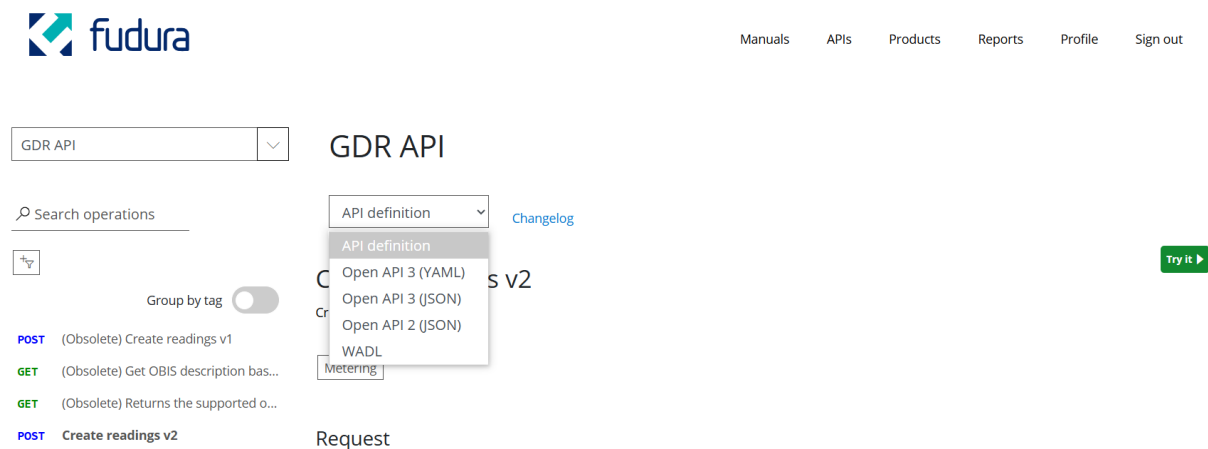 fudura
Manuals APIs Products Reports Profile Sign out
GDR API
GDR API
Search operations
API definition
Changelog
API definition
Open API 3 (YAML)
Open API 3 (JSON)
Open API 2 (JSON)
WADL
C s v2
Cr
Try it
Group by tag
Metering
POST (Obsolete) Create readings v1
GET (Obsolete) Get OBIS description bas...
GET (Obsolete) Returns the supported o...
POST Create readings v2
Request